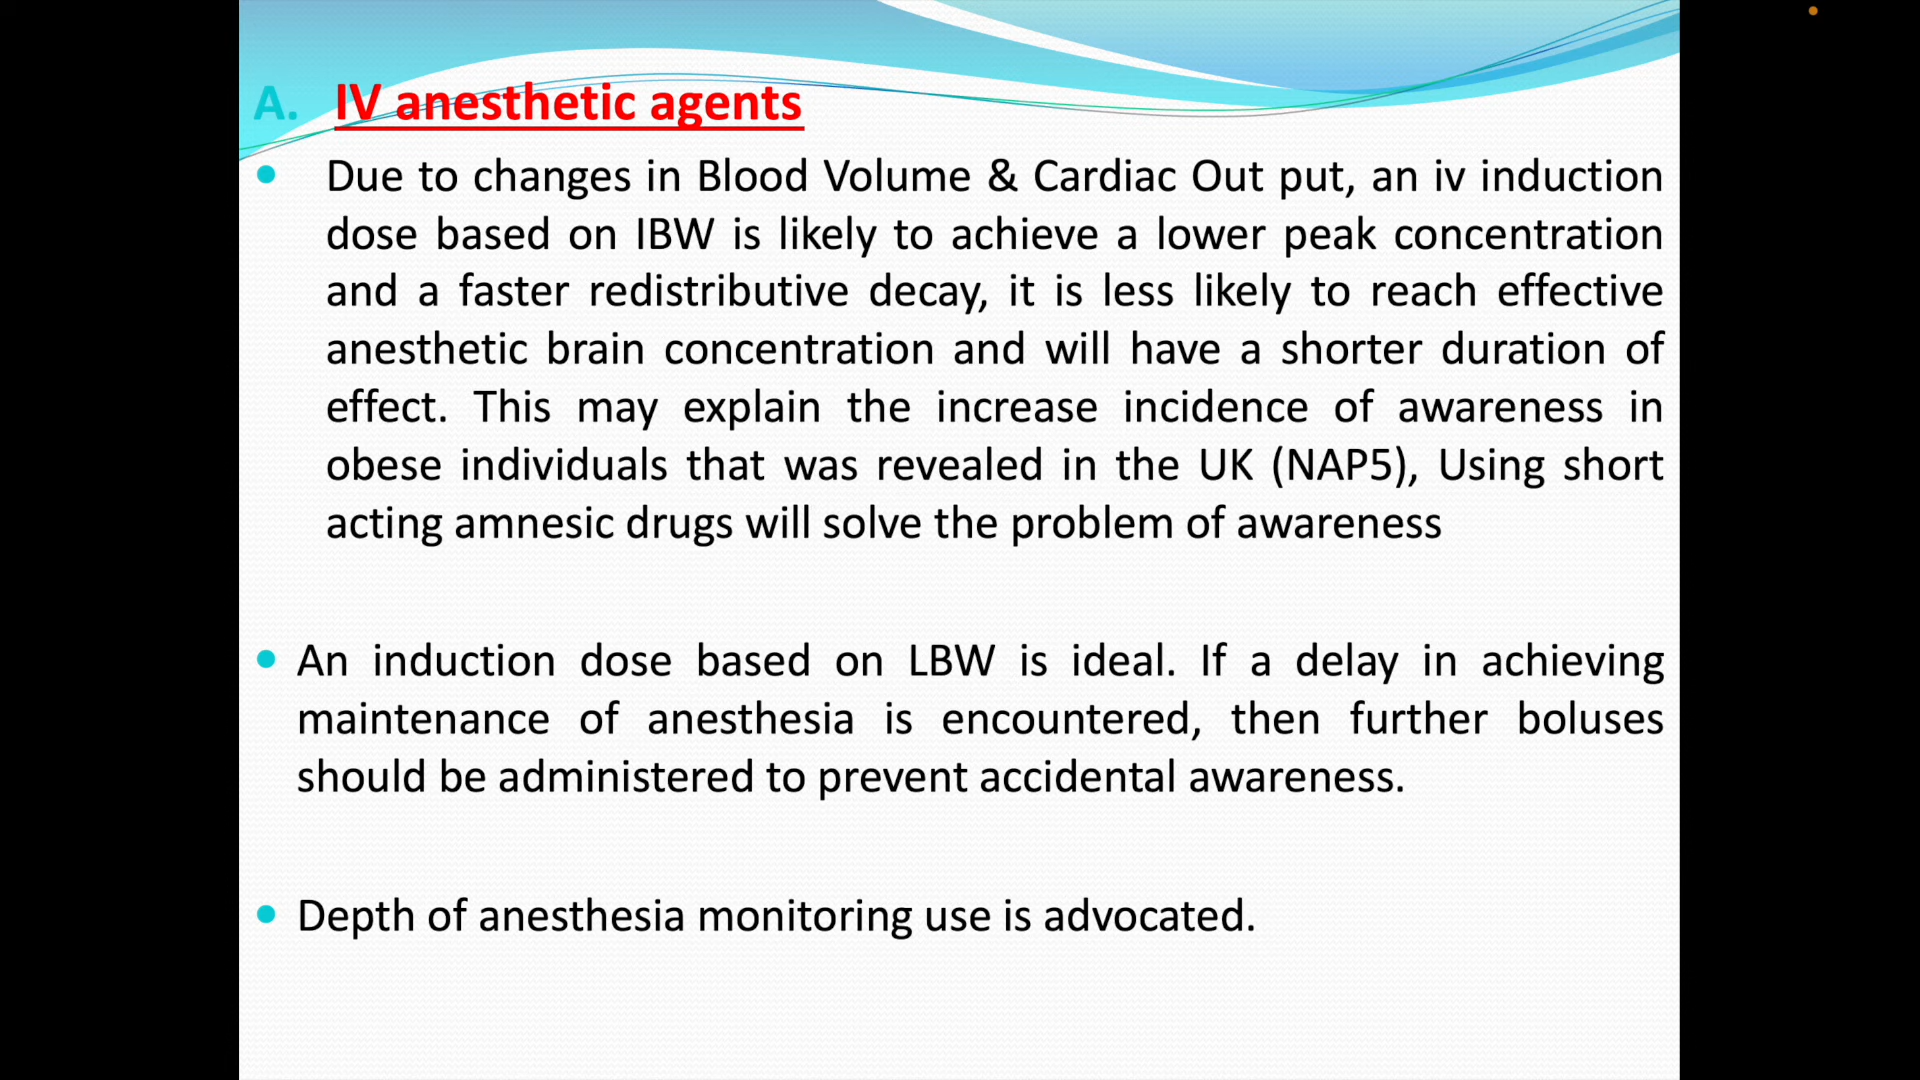 A. IV anesthetic agents
• Due to changes in Blood Volume & Cardiac Out put, an iv induction
dose based on IBW is likely to achieve a lower peak concentration
and a faster redistributive decay, it is less likely to reach effective
anesthetic brain concentration and will have a shorter duration of
effect. This may explain the increase incidence of awareness in
obese individuals that was revealed in the UK (NAP5), Using short
acting amnesic drugs will solve the problem of awareness
• An induction dose based on LBW is ideal. If a delay in achieving
maintenance of anesthesia is encountered, then further boluses
should be administered to prevent accidental awareness.
• Depth of anesthesia monitoring use is advocated.